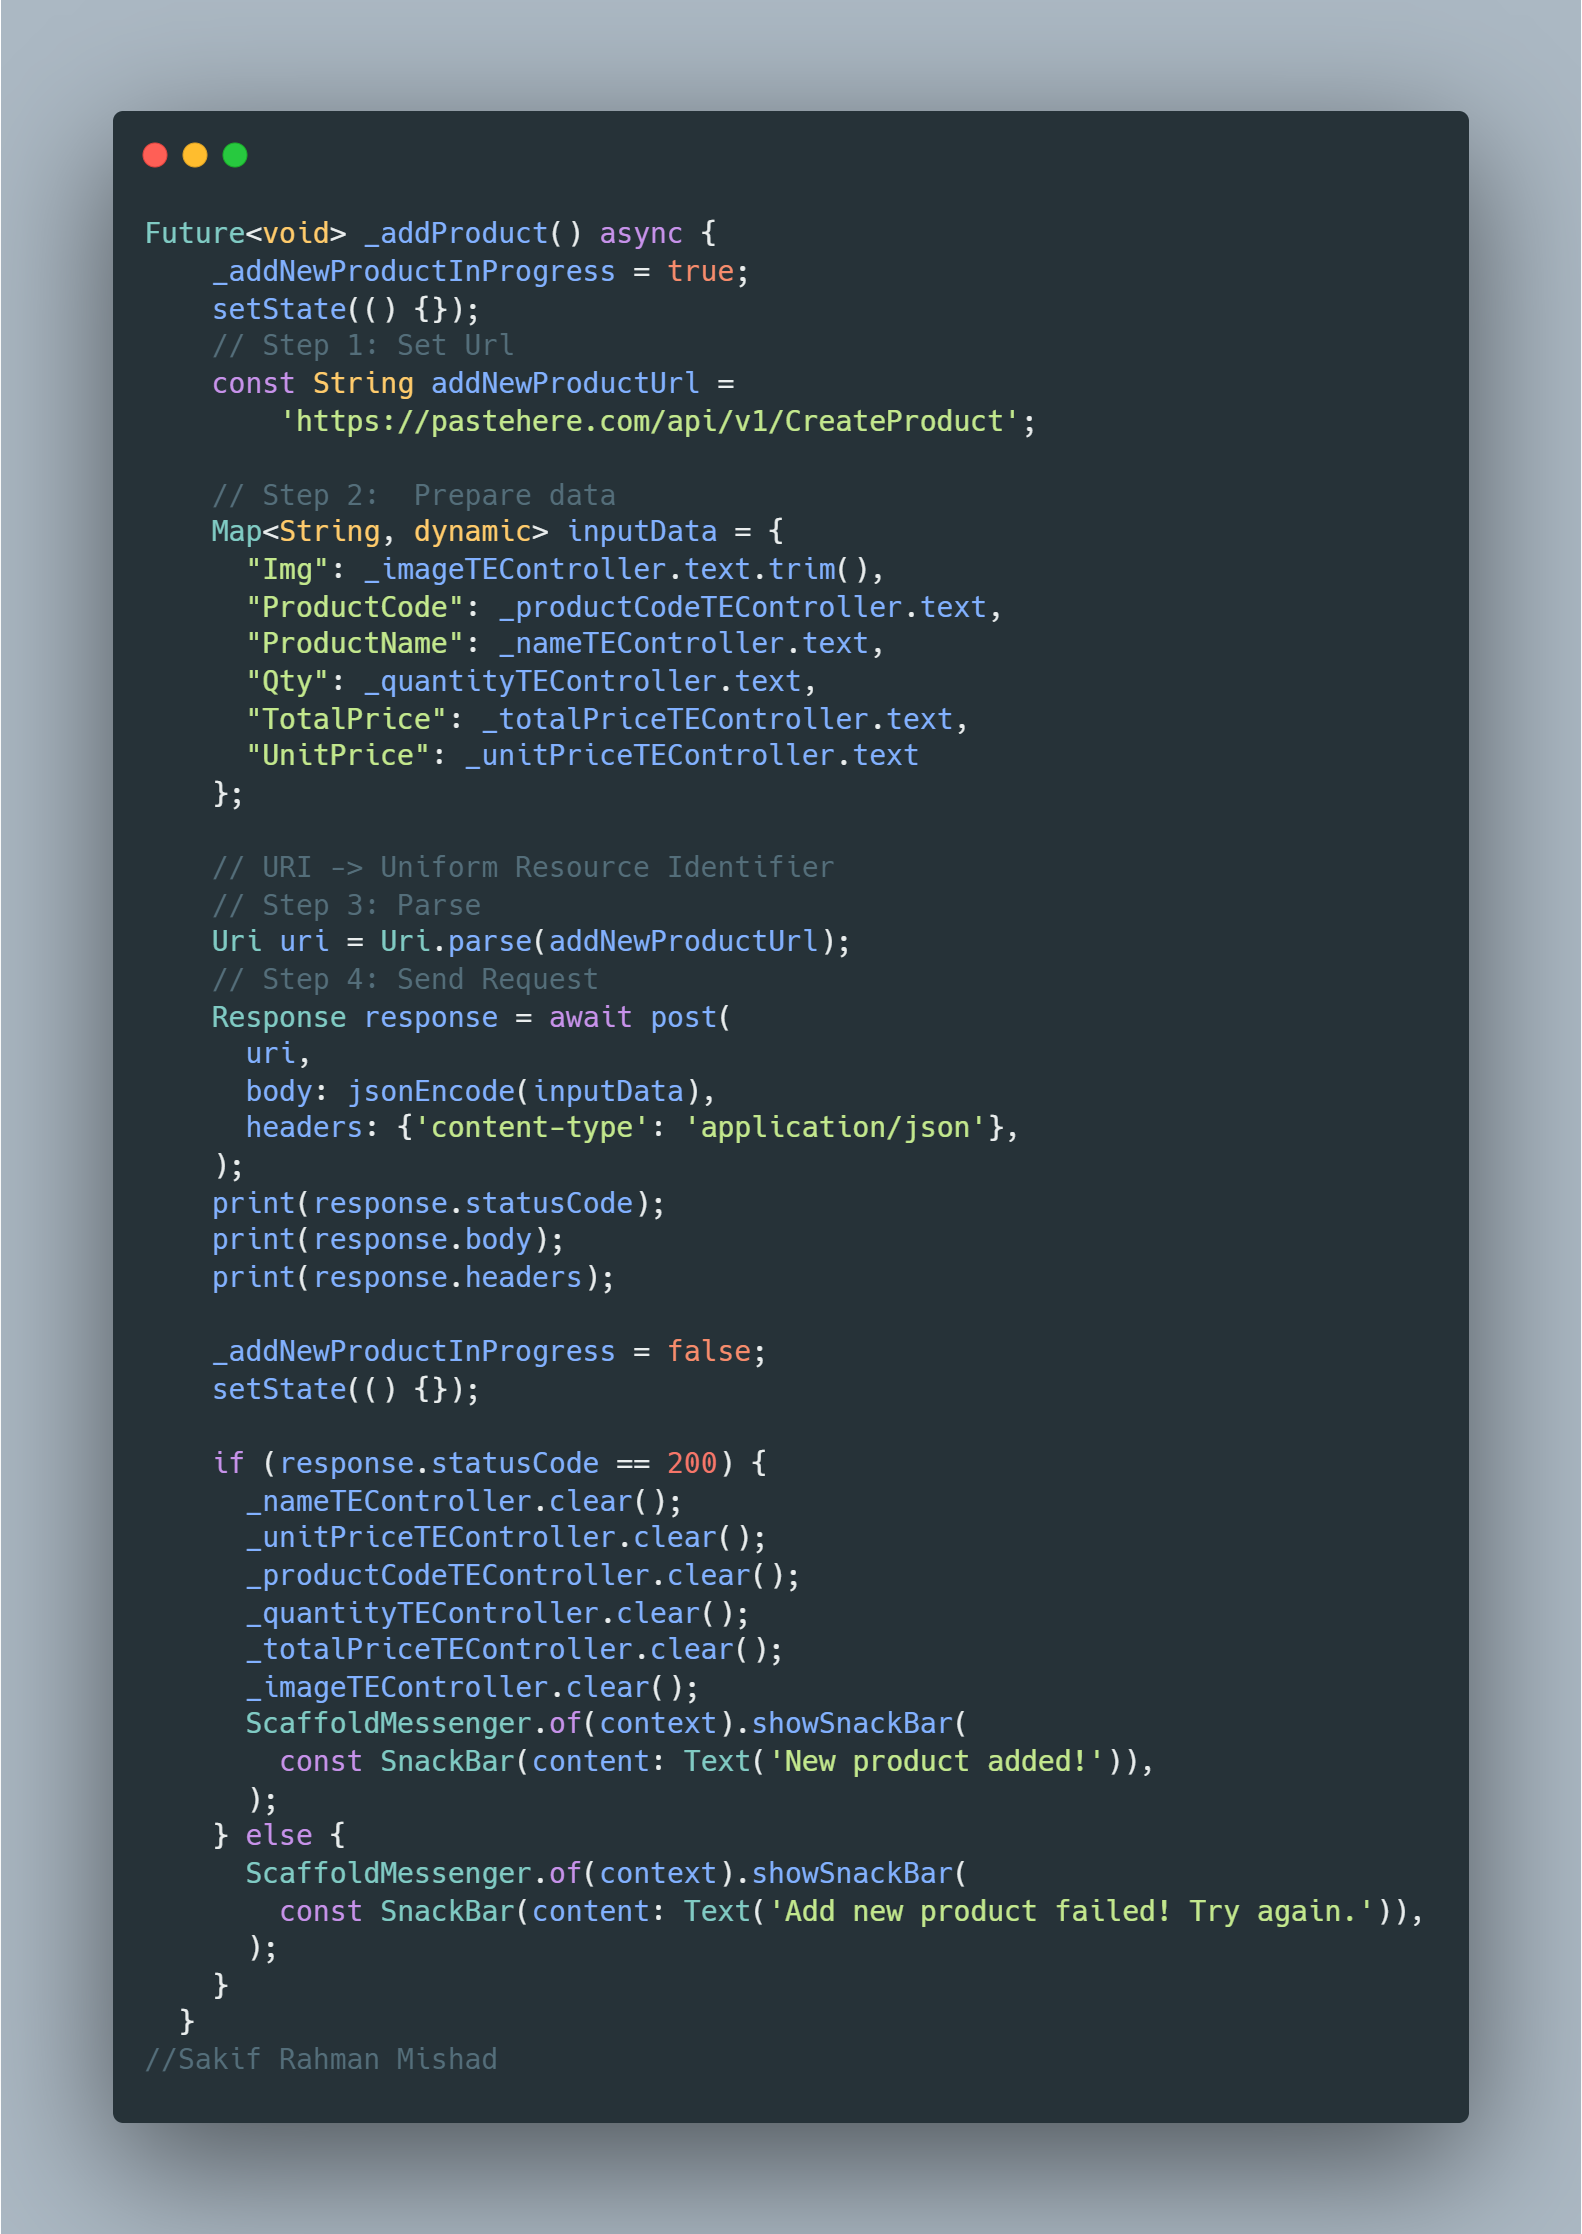 Future<void> _addProduct() async {
    _addNewProductInProgress = true;
    setState(() {});
    // Step 1: Set Url
    const String addNewProductUrl =
        'https://pastehere.com/api/v1/CreateProduct';

    // Step 2:  Prepare data
    Map<String, dynamic> inputData = {
      "Img": _imageTEController.text.trim(),
      "ProductCode": _productCodeTEController.text,
      "ProductName": _nameTEController.text,
      "Qty": _quantityTEController.text,
      "TotalPrice": _totalPriceTEController.text,
      "UnitPrice": _unitPriceTEController.text
    };

    // URI -> Uniform Resource Identifier
    // Step 3: Parse
    Uri uri = Uri.parse(addNewProductUrl);
    // Step 4: Send Request
    Response response = await post(
      uri,
      body: jsonEncode(inputData),
      headers: {'content-type': 'application/json'},
    );
    print(response.statusCode);
    print(response.body);
    print(response.headers);

    _addNewProductInProgress = false;
    setState(() {});

    if (response.statusCode == 200) {
      _nameTEController.clear();
      _unitPriceTEController.clear();
      _productCodeTEController.clear();
      _quantityTEController.clear();
      _totalPriceTEController.clear();
      _imageTEController.clear();
      ScaffoldMessenger.of(context).showSnackBar(
        const SnackBar(content: Text('New product added!')),
      );
    } else {
      ScaffoldMessenger.of(context).showSnackBar(
        const SnackBar(content: Text('Add new product failed! Try again.')),
      );
    }
  }
//Sakif Rahman Mishad